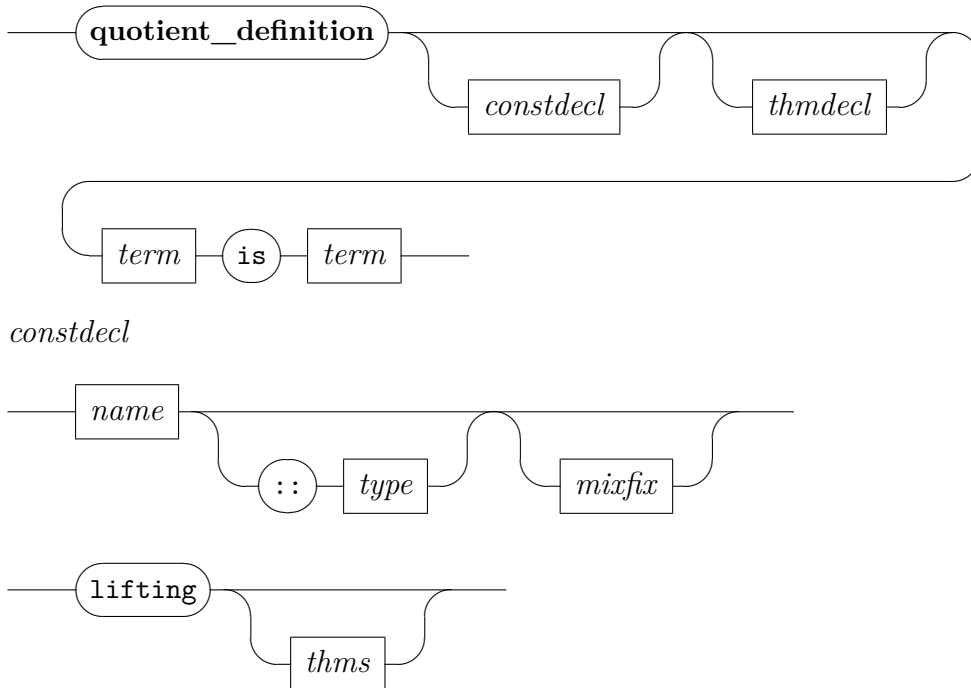 quotient_definition
constdecl thmdecl
term is term
constdecl
name
:: type mixfix
lifting
thms